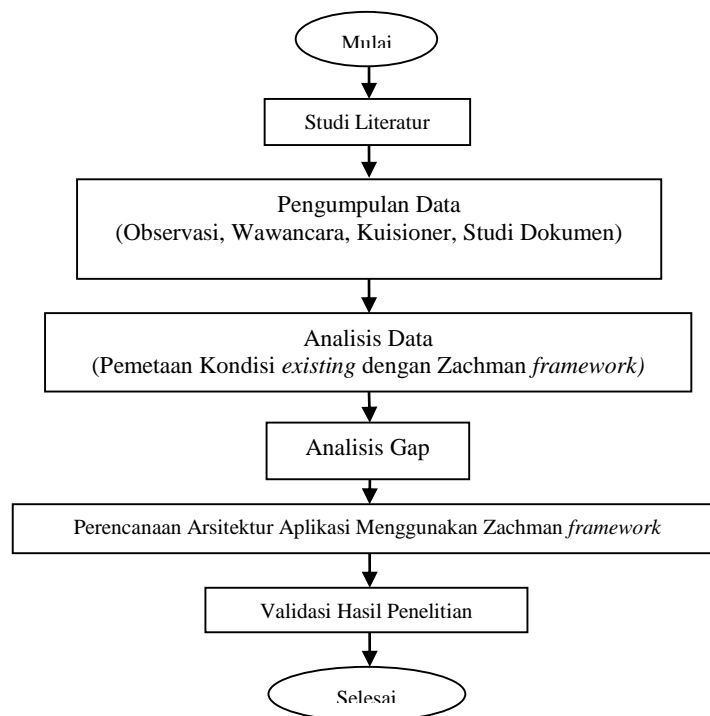 Mulai
Studi Literatur
Pengumpulan Data
(Observasi, Wawancara, Kuisioner, Studi Dokumen)
Analisis Data
(Pemetaan Kondisi existing dengan Zachman framework)
Analisis Gap
Perencanaan Arsitektur Aplikasi Menggunakan Zachman framework
Validasi Hasil Penelitian
Selesai